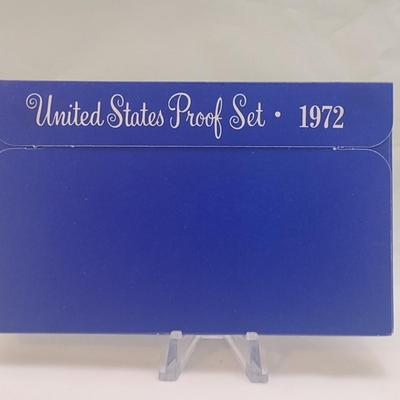 United States Proof Set • 1972